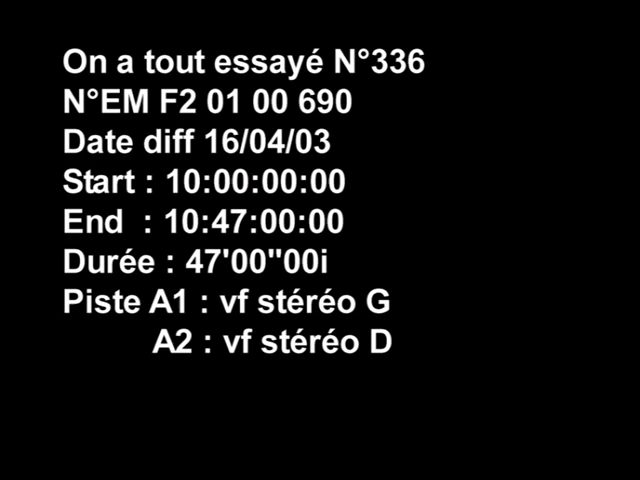 On a tout essayé N°336
N°EM F2 01 00 690
Date diff 16/04/03
Start : 10:00:00:00
End : 10:47:00:00
Durée : 47'00"00i
Piste A1 : vf stéréo G
A2 : vf stéréo D